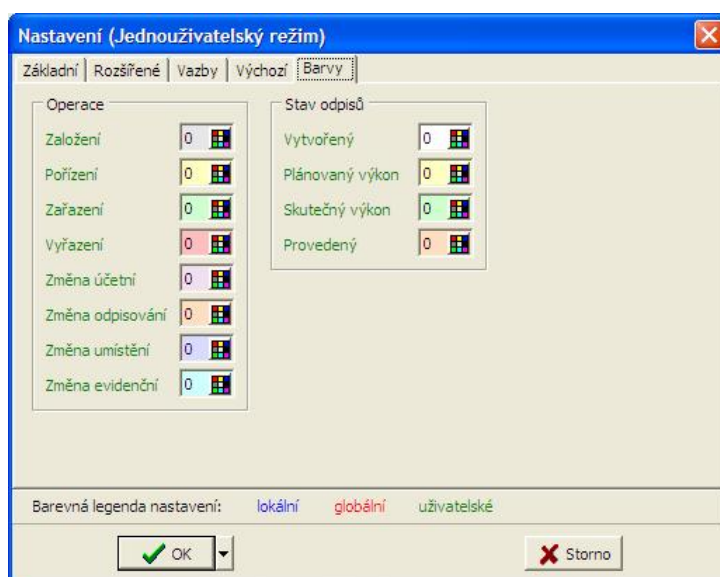 Nastavení (Jednouživatelský režim)
Základní Rozšířené Vazby Výchozí Barvy
Operace
Založení 0
Pořízení 0
Zařazení 0
Vyřazení 0
Změna účetní 0
Změna odpisování 0
Změna umístění 0
Změna evidenční 0
Stav odpisů
Vytvořený 0
Plánovaný výkon 0
Skutečný výkon 0
Provedený 0
Barevná legenda nastavení: lokální globální uživatelské
OK Storno